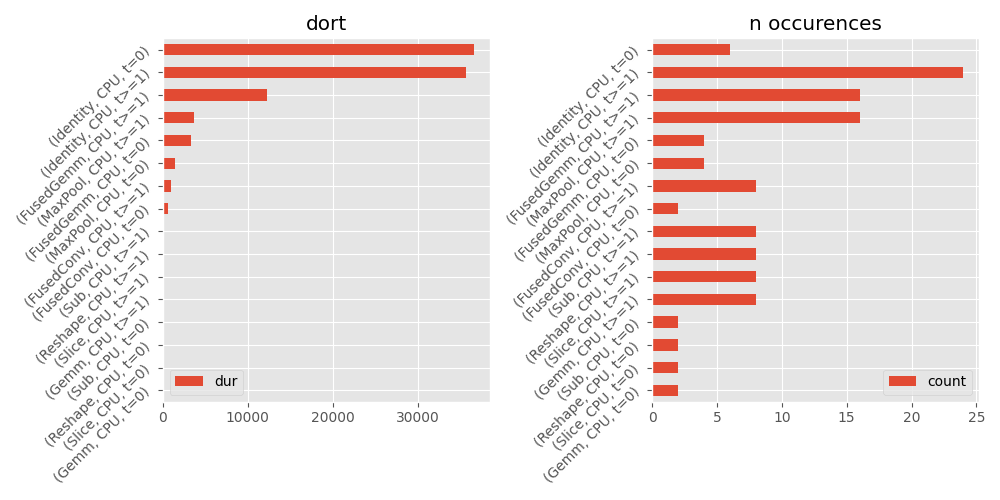 dort
(Identity, CPU, t=0)
(Identity, CPU, t>=1)
(FusedGemm, CPU, t>=1)
(MaxPool, CPU, t>=1)
(FusedGemm, CPU, t=0)
(MaxPool, CPU, t=0)
(FusedConv, CPU, t>=1)
(FusedConv, CPU, t=0)
(Sub, CPU, t>=1)
(Reshape, CPU, t>=1)
(Slice, CPU, t>=1)
(Gemm, CPU, t>=1)
(Sub, CPU, t=0)
(Reshape, CPU, t=0)
(Slice, CPU, t=0)
(Gemm, CPU, t=0)
dur
0 10000 20000 30000
n occurences
(Identity, CPU, t=0)
(Identity, CPU, t>=1)
(FusedGemm, CPU, t>=1)
(MaxPool, CPU, t>=1)
(FusedGemm, CPU, t=0)
(MaxPool, CPU, t=0)
(FusedConv, CPU, t>=1)
(FusedConv, CPU, t=0)
(Sub, CPU, t>=1)
(Reshape, CPU, t>=1)
(Slice, CPU, t>=1)
(Gemm, CPU, t>=1)
(Sub, CPU, t=0)
(Reshape, CPU, t=0)
(Slice, CPU, t=0)
(Gemm, CPU, t=0)
count
0 5 10 15 20 25